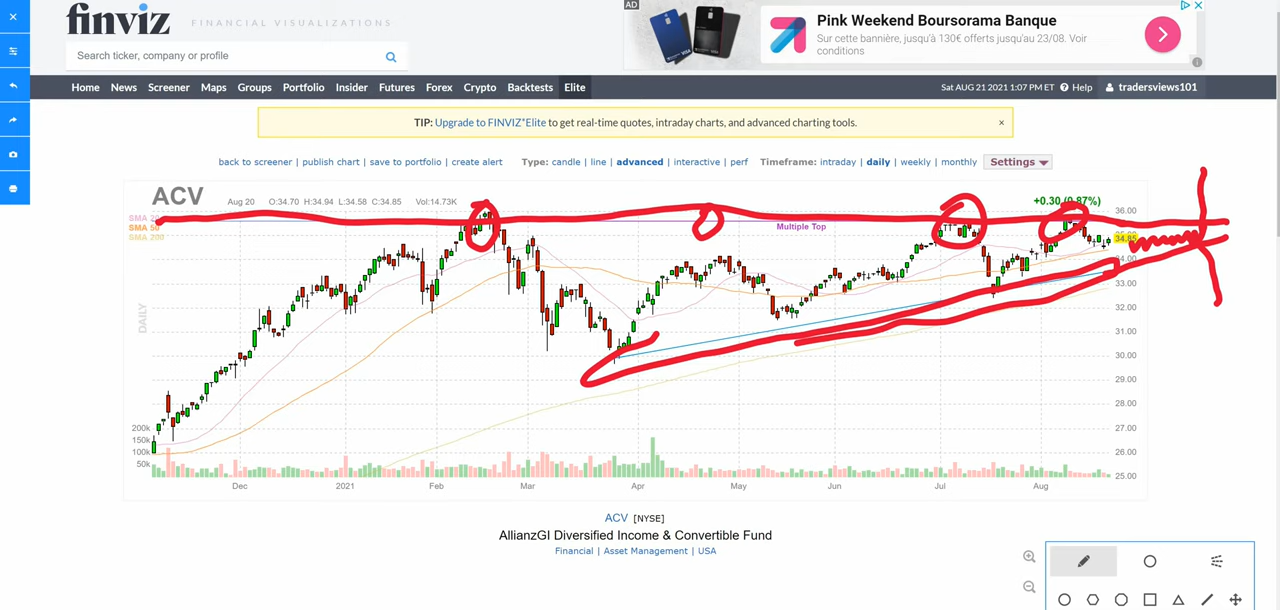 finviz FINANCIAL VISUALIZATIONS
AD
Pink Weekend Boursorama Banque
Sur cette bannière, jusqu'à 130€ offerts jusqu'au 23/08. Voir
conditions
VISA
VISA
Search ticker, company or profile
Home News Screener Maps Groups Portfolio Insider Futures Forex Crypto Backtests Elite
Sat AUG 21 2021 1:07 PM ET Help tradersviews101
TIP: Upgrade to FINVIZ*Elite to get real-time quotes, intraday charts, and advanced charting tools. ×
back to screener | publish chart | save to portfolio | create alert Type: candle | line | advanced | interactive | perf Timeframe: intraday | daily | weekly | monthly Settings
ACV Aug 20 O:34.70 H:34.94 L:34.58 C:34.85 Vol:14.73K +0.30 (0.87%)
SMA 20
SMA 50
SMA 200
Multiple Top
36.00
34.85
34.00
33.00
32.00
31.00
30.00
29.00
28.00
27.00
26.00
25.00
DAILY
200k
150k
100k
50k
Dec 2021 Feb Mar Apr May Jun Jul Aug
ACV [NYSE]
AllianzGI Diversified Income & Convertible Fund
Financial | Asset Management | USA